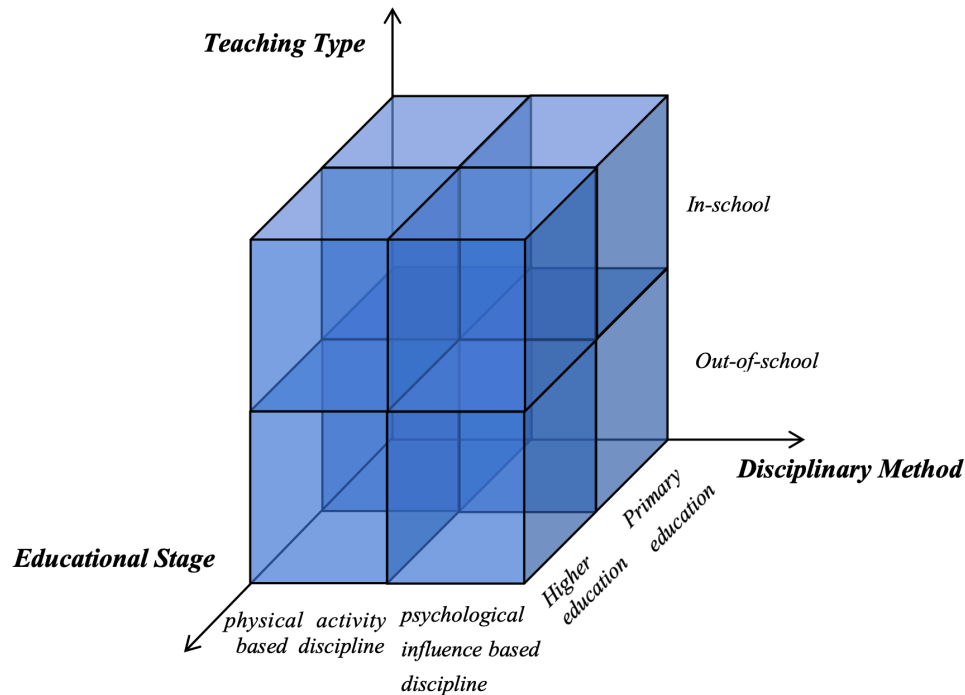 Teaching Type
In-school
Out-of-school
Disciplinary Method
Primary
education
Higher
education
Educational Stage
physical activity
based discipline
psychological
influence based
discipline